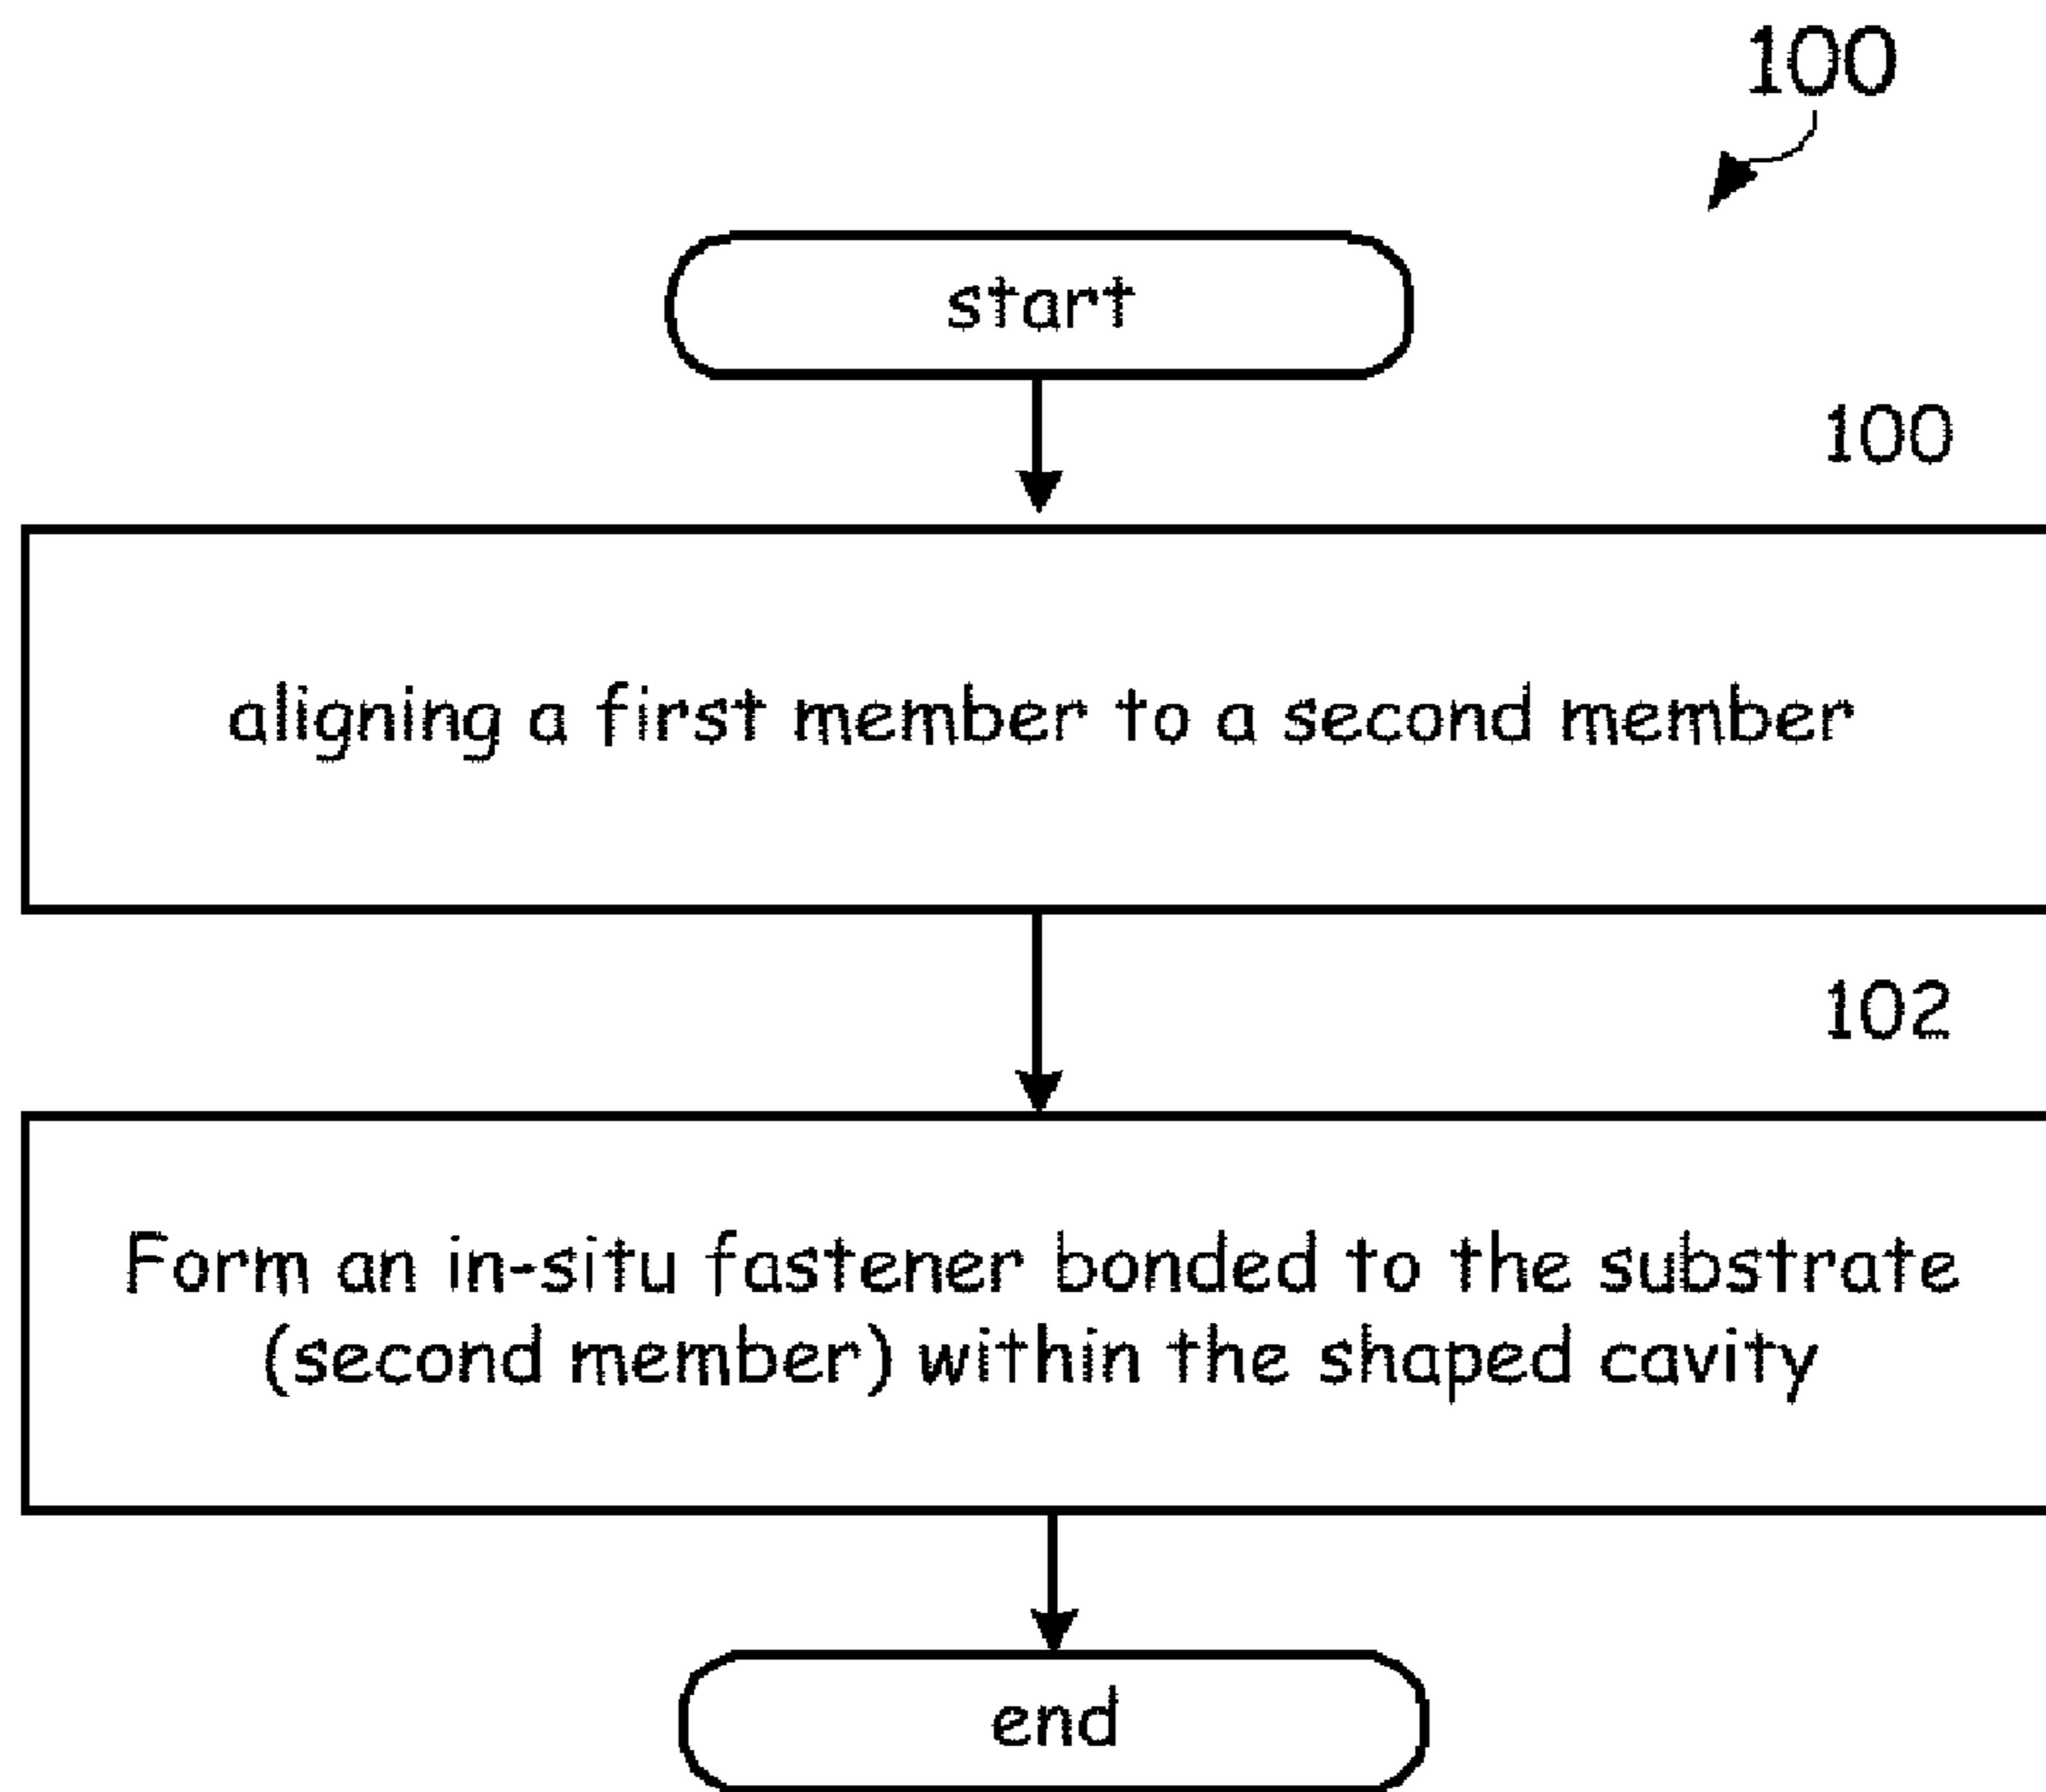 100
start
100
aligning a first member to a second member
102
Form an in-situ fastener bonded to the substrate
(second member) within the shaped cavity
end